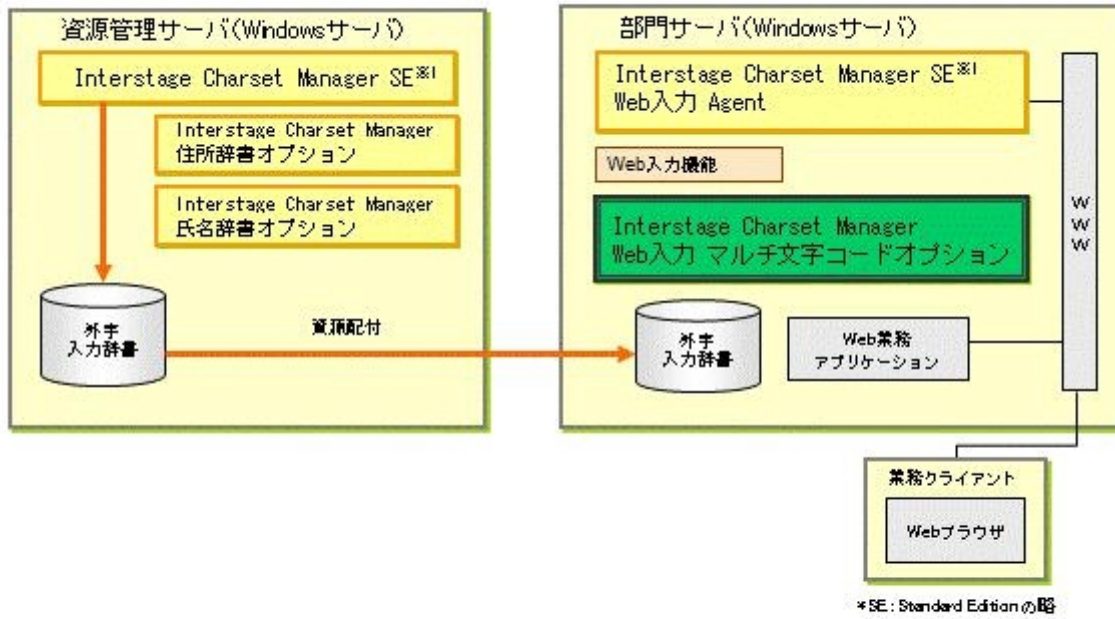 資源管理サーバ(Windowsサーバ)
Interstage Charset Manager SE※1
Interstage Charset Manager
住所辞書オプション
Interstage Charset Manager
氏名辞書オプション
外字
入力辞書
資源配付
部門サーバ(Windowsサーバ)
Interstage Charset Manager SE※1
Web入力 Agent
Web入力機能
Interstage Charset Manager
Web入力 マルチ文字コードオプション
外字
入力辞書
Web業務
アプリケーション
WWW
業務クライアント
Webブラウザ
*SE:Standard Editionの略